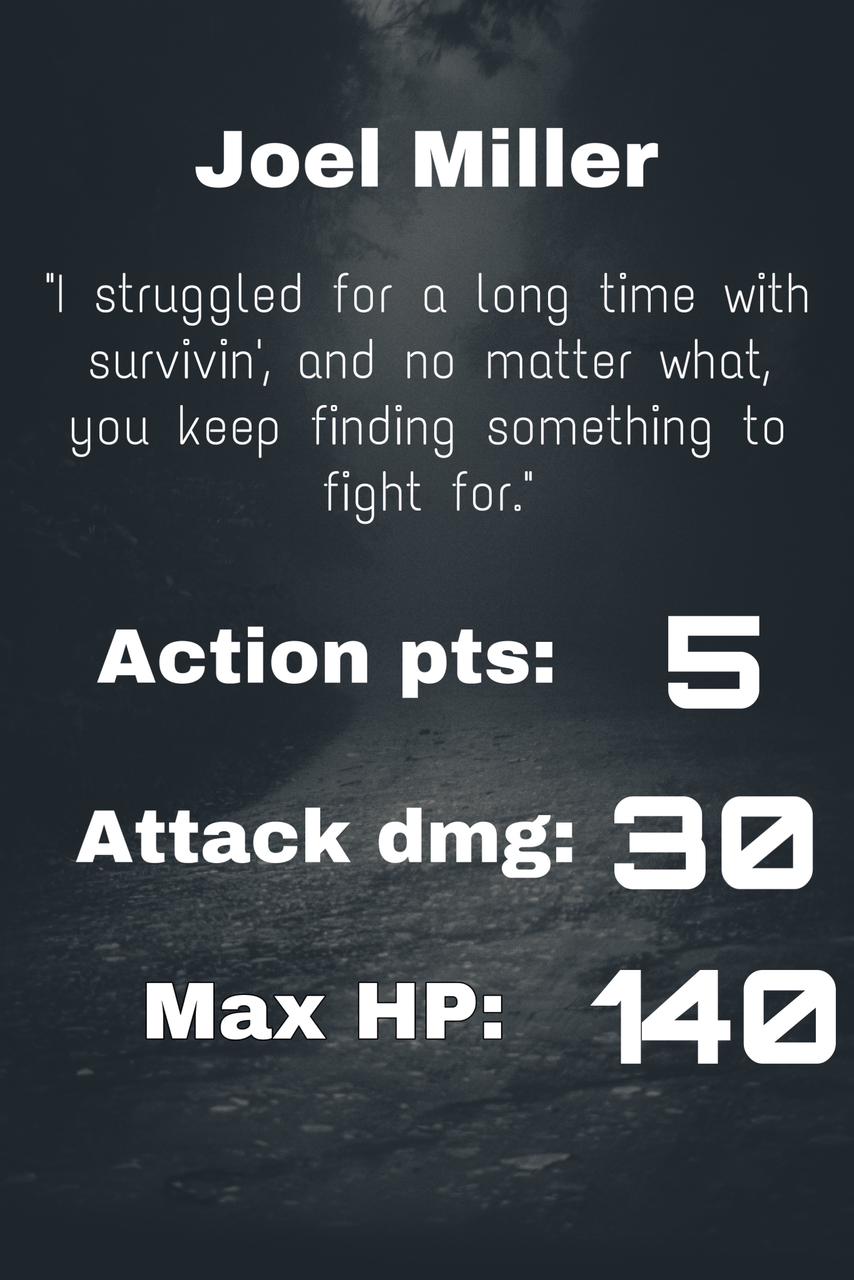 Joel Miller
"I struggled for a long time with
survivin', and no matter what,
you keep finding something to
fight for."
Action pts: 5
Attack dmg: 30
Max HP: 140